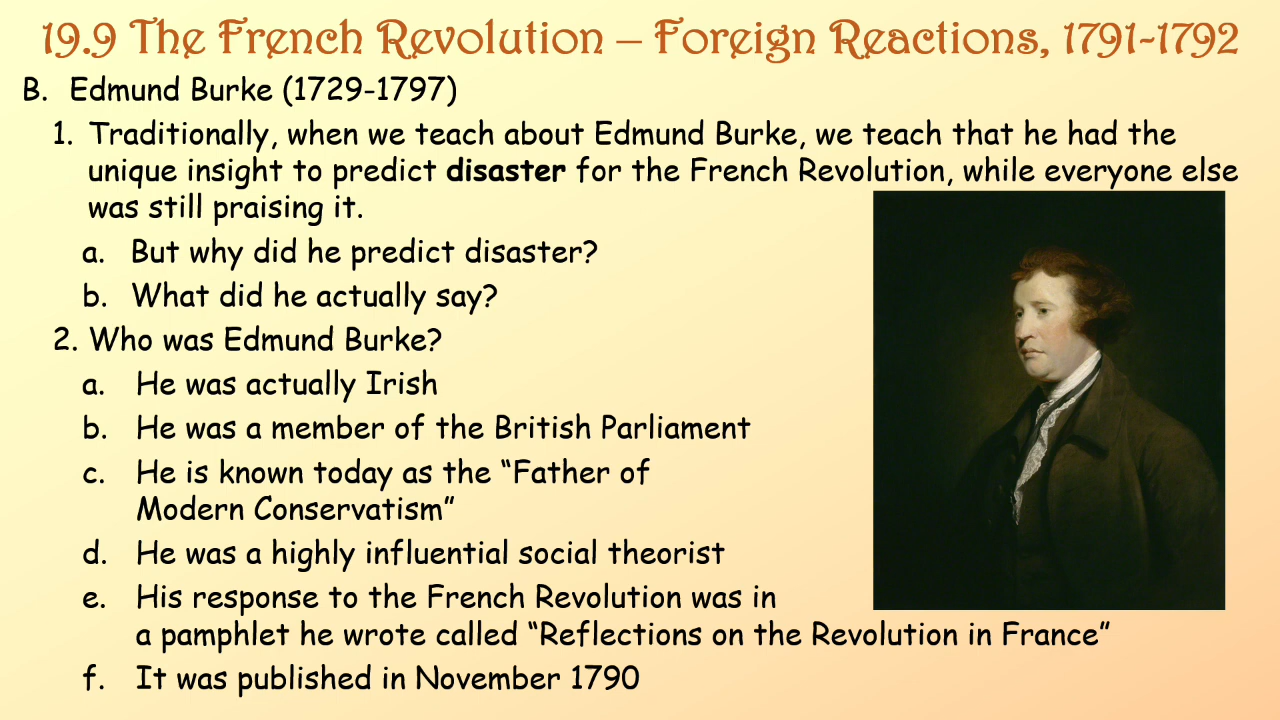 19.9 The French Revolution – Foreign Reactions, 1791-1792
B. Edmund Burke (1729-1797)
1. Traditionally, when we teach about Edmund Burke, we teach that he had the
unique insight to predict disaster for the French Revolution, while everyone else
was still praising it.
a. But why did he predict disaster?
b. What did he actually say?
2. Who was Edmund Burke?
a. He was actually Irish
b. He was a member of the British Parliament
c. He is known today as the “Father of
Modern Conservatism”
d. He was a highly influential social theorist
e. His response to the French Revolution was in
a pamphlet he wrote called “Reflections on the Revolution in France”
f. It was published in November 1790